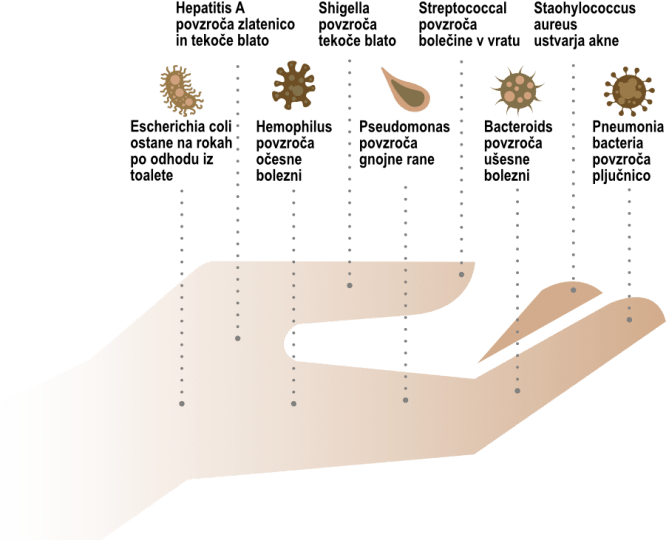 Hepatitis A
povzroča zlatenico
in tekoče blato
Shigella
povzroča
tekoče blato
Streptococcal
povzroča
bolečine v vratu
Staohylococcus
aureus
ustvarja akne
Escherichia coli
ostane na rokah
po odhodu iz
toalete
Hemophilus
povzroča
očesne
bolezni
Pseudomonas
povzroča
gnojne rane
Bacteroids
povzroča
ušesne
bolezni
Pneumonia
bacteria
povzroča
pljučnico